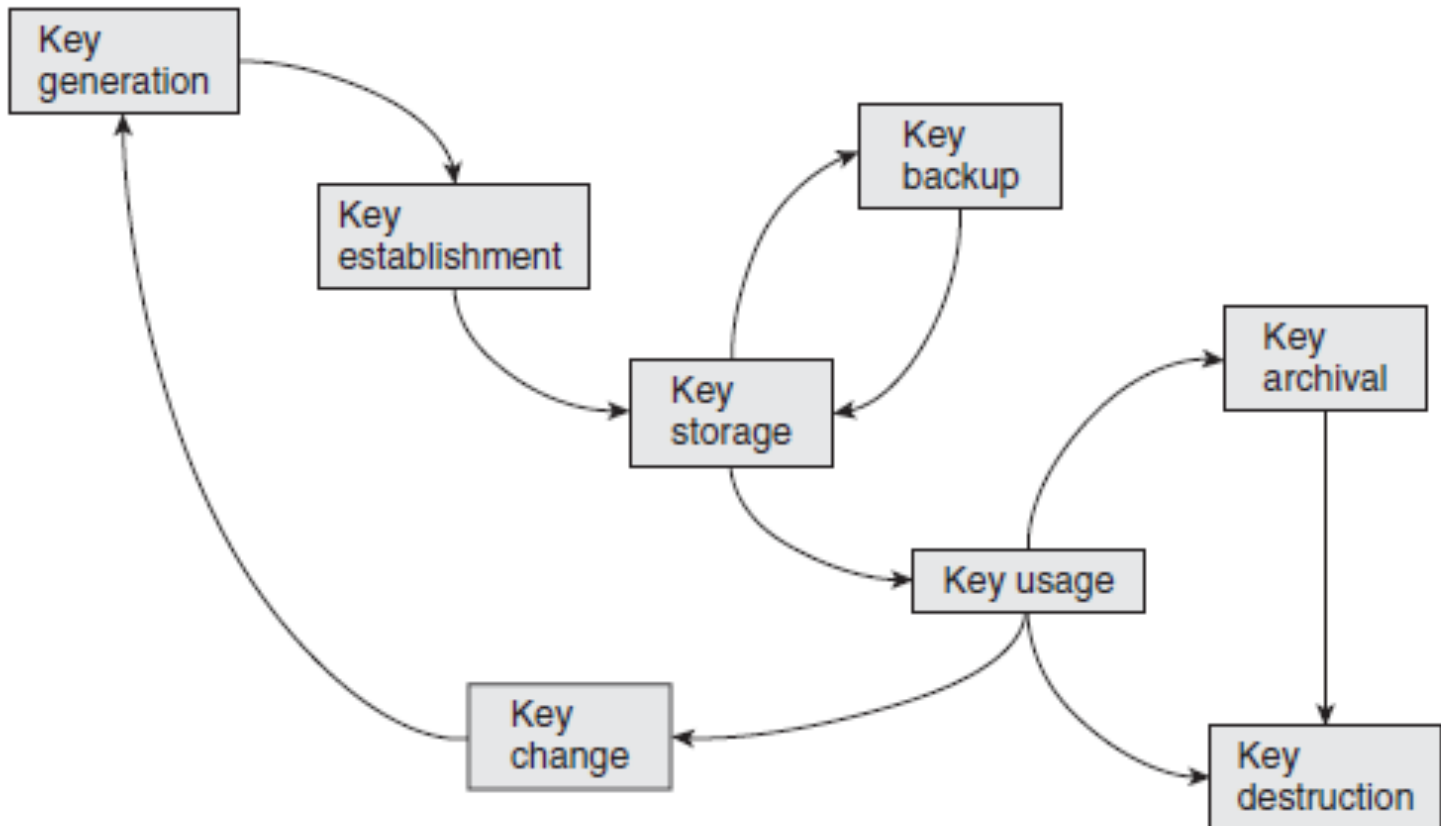 Key
generation
Key
backup
Key
establishment
Key
archival
Key
storage
Key usage
Key
change
Key
destruction